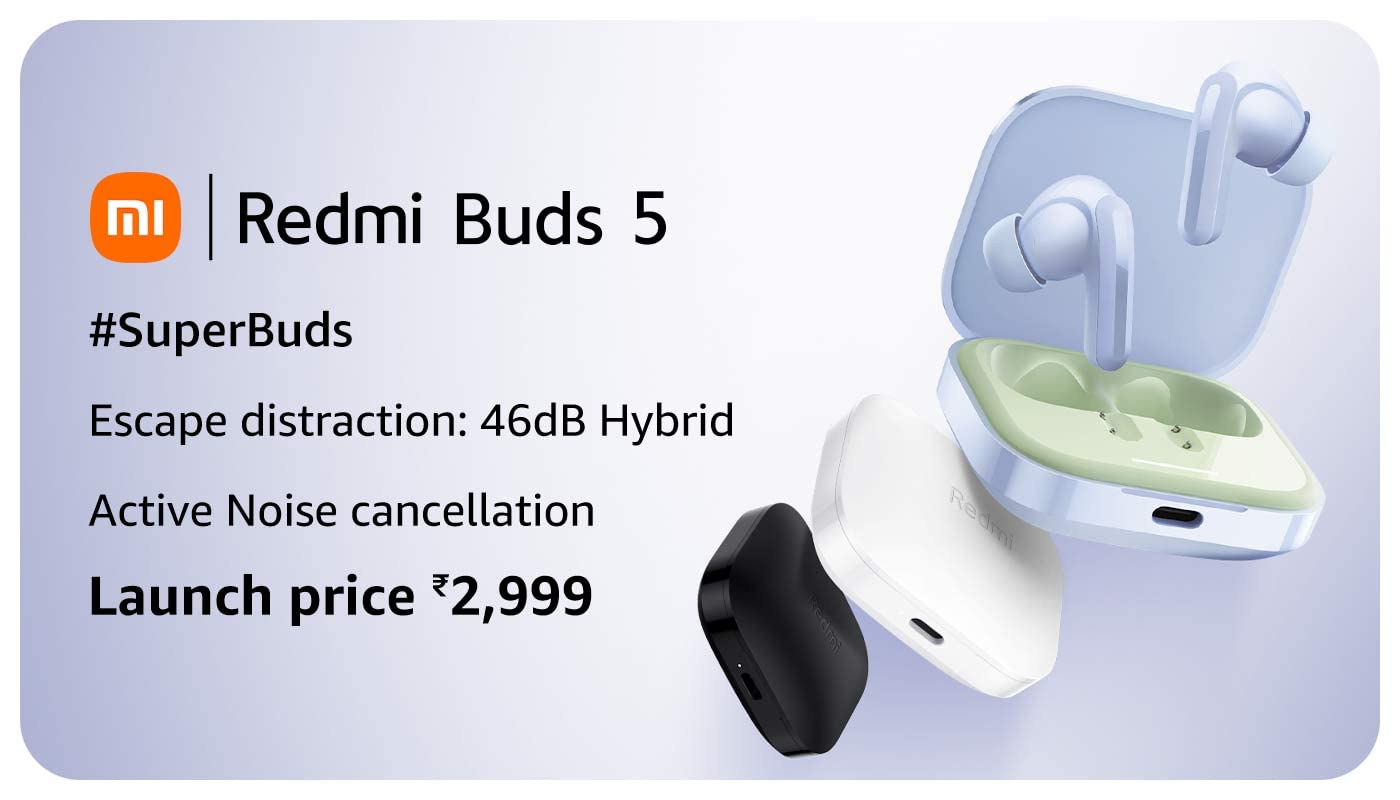 mi
Redmi Buds 5
#SuperBuds
Escape distraction: 46dB Hybrid
Active Noise cancellation
Launch price ₹2,999
Redmi
Redmi